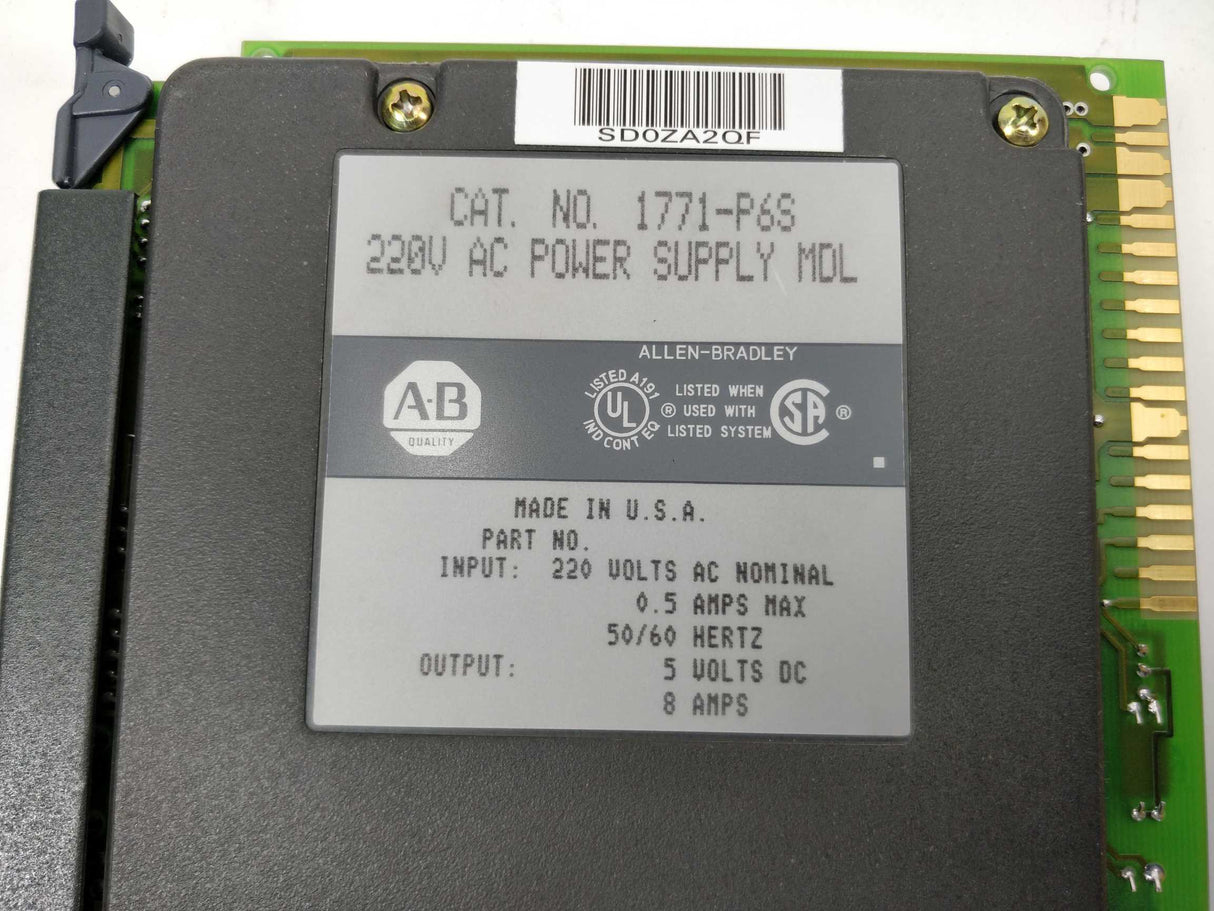 SD0ZA2QF
CAT. NO. 1771-P6S
220V AC POWER SUPPLY MDL
ALLEN-BRADLEY
A-B
QUALITY
LISTED A191
UL
IND CONT EQ
®
LISTED WHEN
USED WITH
LISTED SYSTEM
SA ®
MADE IN U.S.A.
PART NO.
INPUT: 220 VOLTS AC NOMINAL
0.5 AMPS MAX
50/60 HERTZ
OUTPUT: 5 VOLTS DC
8 AMPS